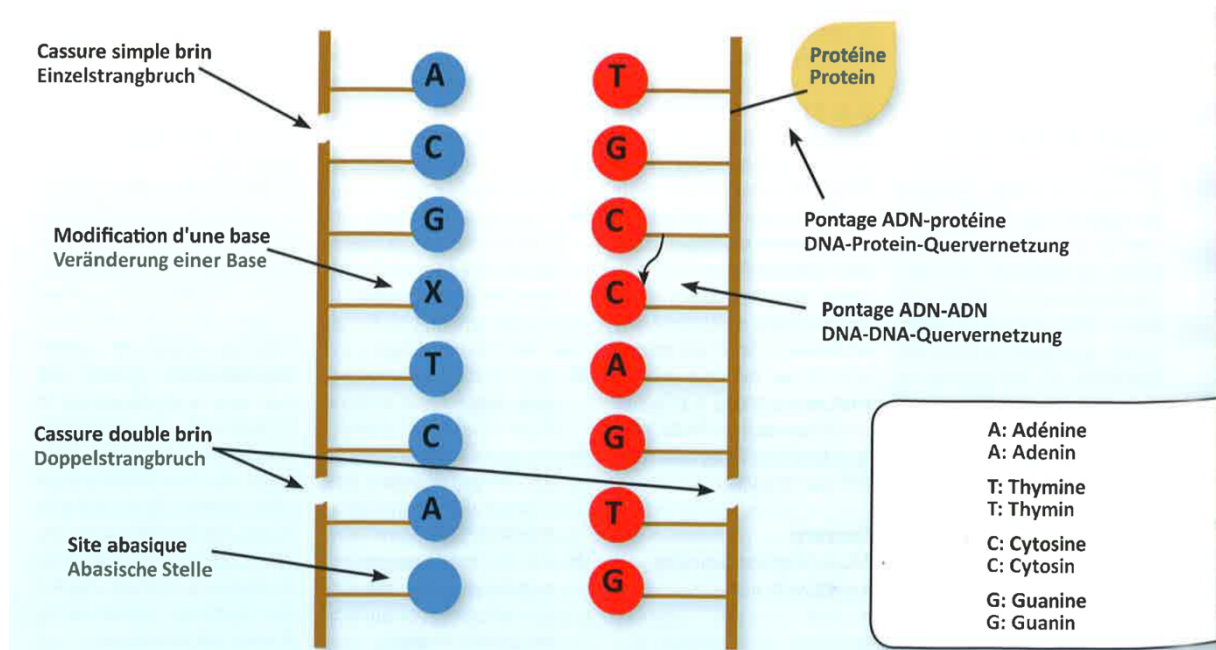 Cassure simple brin
Einzelstrangbruch
A
T
Protéine
Protein
C
G
G
C
Pontage ADN-protéine
DNA-Protein-Quervernetzung
Modification d'une base
Veränderung einer Base
X
C
Pontage ADN-ADN
DNA-DNA-Quervernetzung
T
A
Cassure double brin
Doppelstrangbruch
C
G
A
T
Site abasique
Abasische Stelle
G
A: Adénine
A: Adenin
T: Thymine
T: Thymin
C: Cytosine
C: Cytosin
G: Guanine
G: Guanin